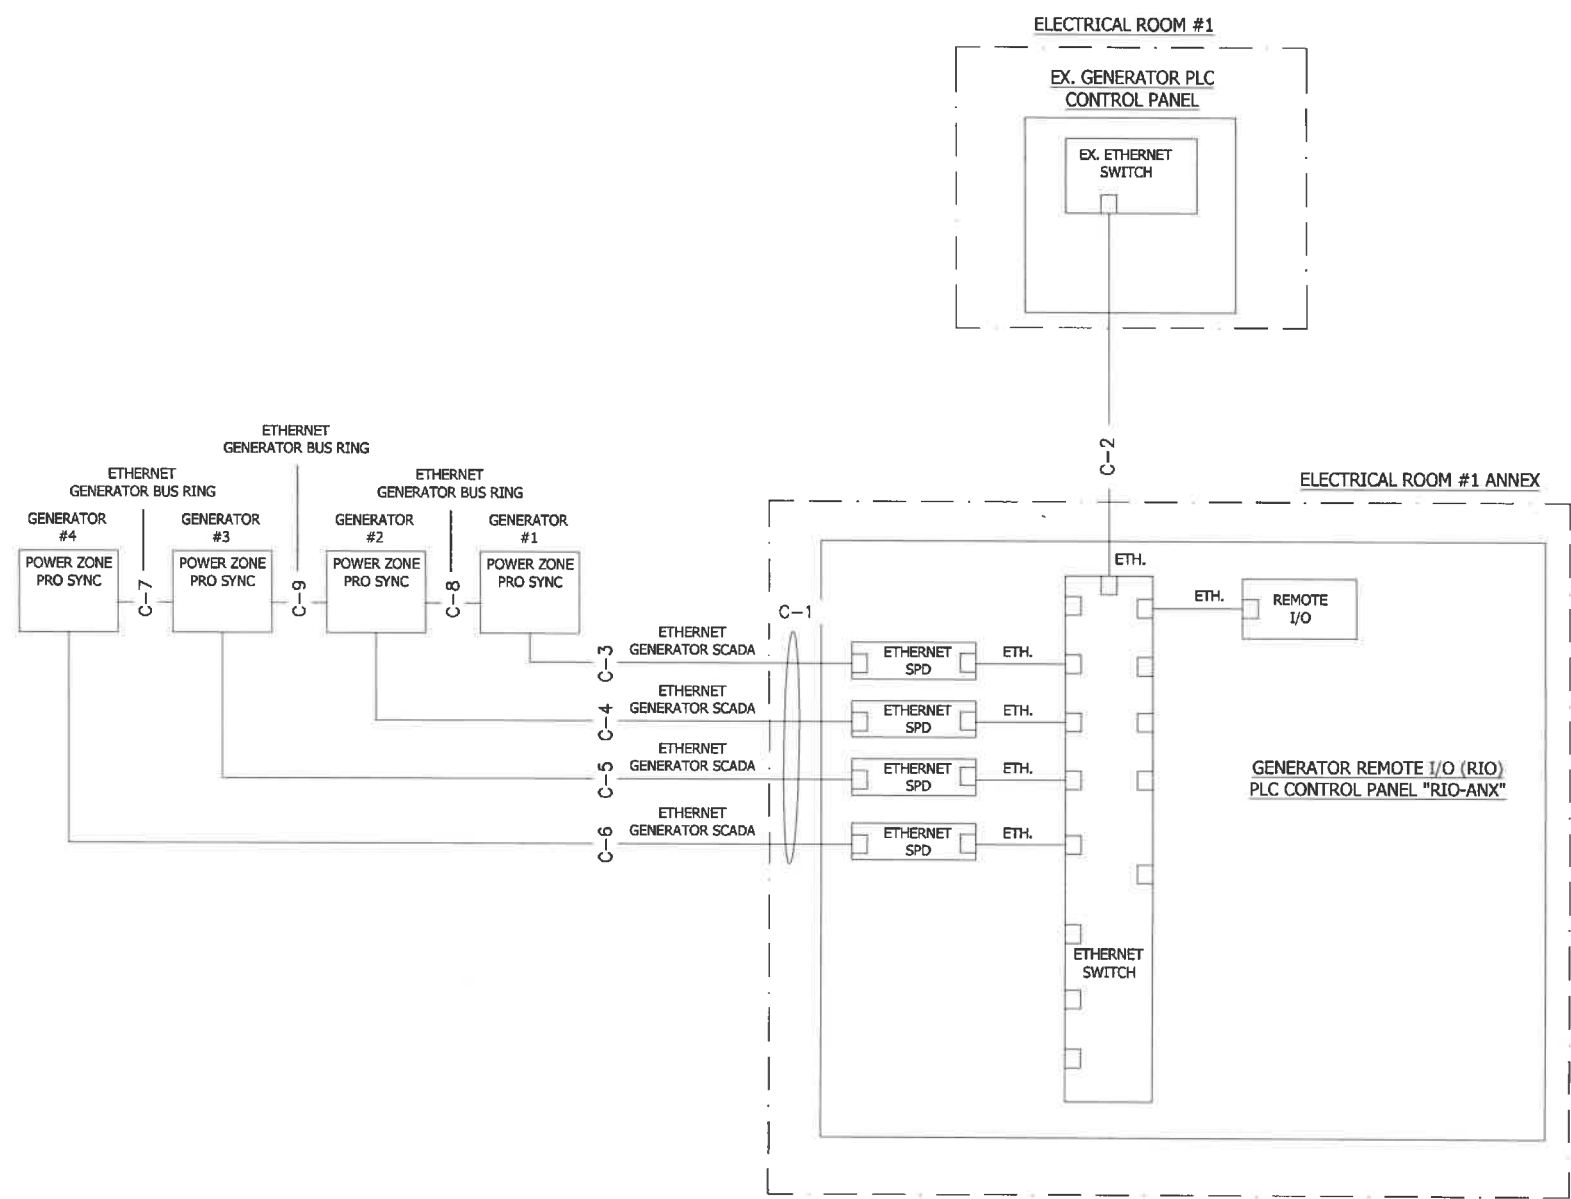 ELECTRICAL ROOM #1
EX. GENERATOR PLC
CONTROL PANEL
EX. ETHERNET
SWITCH
C-2
ETHERNET
GENERATOR BUS RING
ETHERNET
GENERATOR BUS RING
ETHERNET
GENERATOR BUS RING
GENERATOR
#4
GENERATOR
#3
GENERATOR
#2
GENERATOR
#1
POWER ZONE
PRO SYNC
POWER ZONE
PRO SYNC
POWER ZONE
PRO SYNC
POWER ZONE
PRO SYNC
C-7
C-9
C-8
ELECTRICAL ROOM #1 ANNEX
ETH.
ETH.
REMOTE
I/O
C-1
C-3
ETHERNET
GENERATOR SCADA
ETHERNET
SPD
ETH.
C-4
ETHERNET
GENERATOR SCADA
ETHERNET
SPD
ETH.
C-5
ETHERNET
GENERATOR SCADA
ETHERNET
SPD
ETH.
C-6
ETHERNET
GENERATOR SCADA
ETHERNET
SPD
ETH.
GENERATOR REMOTE I/O (RIO)
PLC CONTROL PANEL "RIO-ANX"
ETHERNET
SWITCH